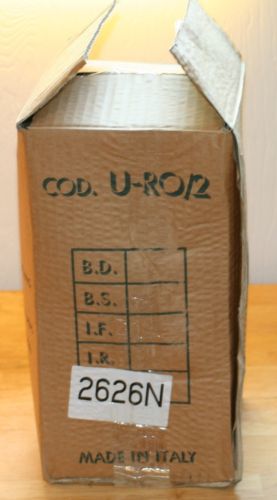 COD. U-RO/2
B.D.
B.S.
I.F.
I.R.
2626N
MADE IN ITALY